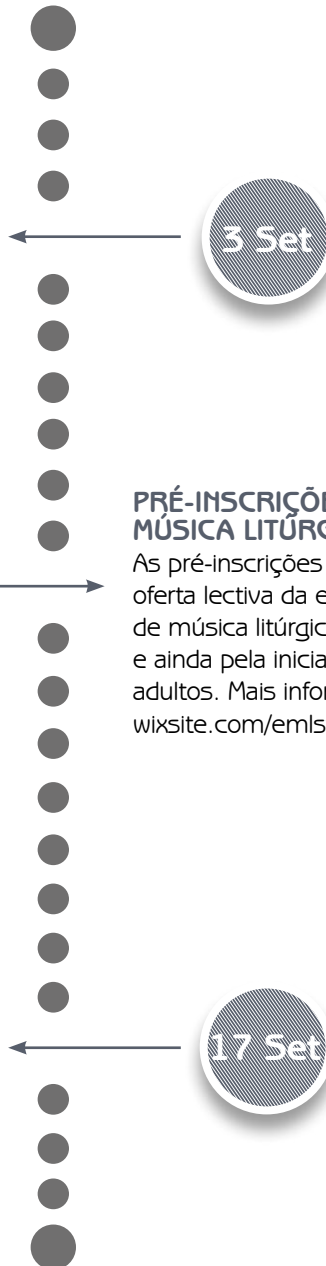 3 Set
PRÉ-INSCRIÇÕE
MÚSICA LITÚRG
As pré-inscrições
oferta lectiva da e
de música litúrgic
e ainda pela inicia
adultos. Mais infor
wixsite.com/emls
17 Set